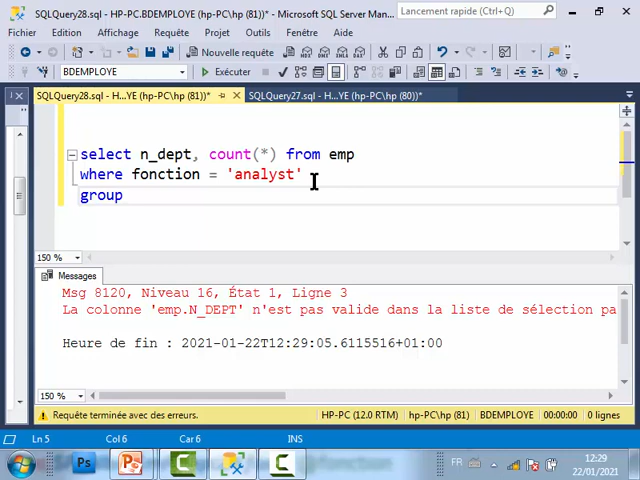 SQLQuery28.sql - HP-PC.BDEMPLOYE (hp-PC\hp (81))* - Microsoft SQL Server Man...
Lancement rapide (Ctrl+Q)
Fichier Edition Affichage Projet Outils Fenêtre Aide
Nouvelle requête
BDEMPLOYE Exécuter
SQLQuery28.sql - H...YE (hp-PC\hp (81))* SQLQuery27.sql - H...YE (hp-PC\hp (80))*
select n_dept, count(*) from emp
where fonction = 'analyst'
group
150 %
Messages
Msg 8120, Niveau 16, État 1, Ligne 3
La colonne 'emp.N_DEPT' n'est pas valide dans la liste de sélection pa
Heure de fin : 2021-01-22T12:29:05.6115516+01:00
150 %
Requête terminée avec des erreurs. HP-PC (12.0 RTM) hp-PC\hp (81) BDEMPLOYE 00:00:00 0 lignes
Ln 5 Col 6 Car 6 INS
Ps FR 12:29
22/01/2021